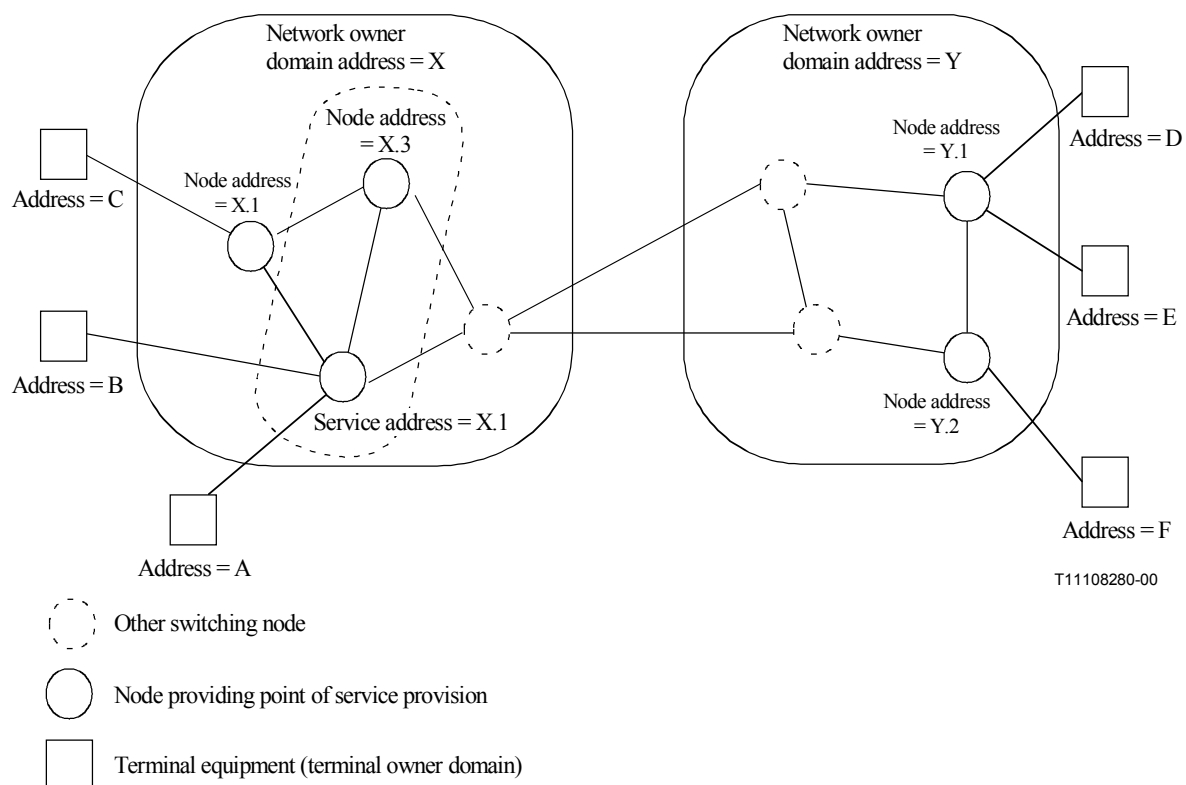 Network owner
domain address = X
Network owner
domain address = Y
Node address
= X.3
Node address
= Y.1
Address = D
Node address
= X.1
Address = C
Address = E
Address = B
Service address = X.1
Node address
= Y.2
Address = F
Address = A
T11108280-00
Other switching node
Node providing point of service provision
Terminal equipment (terminal owner domain)